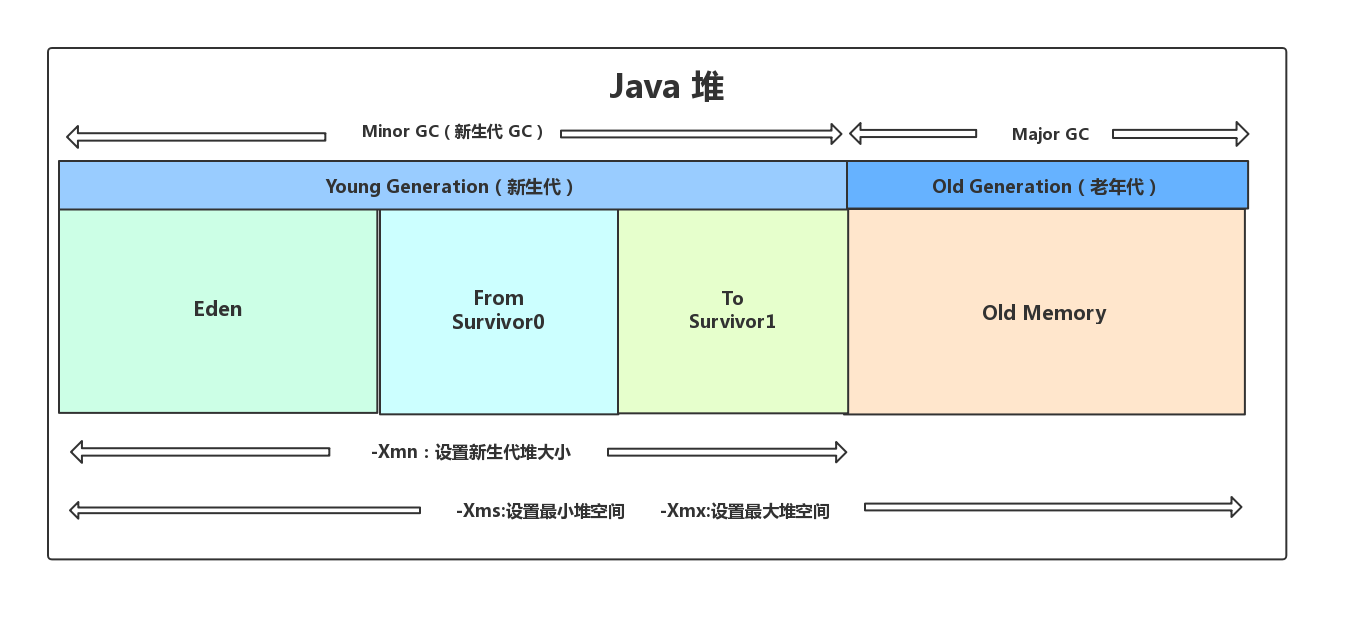 Java 堆
Minor GC（新生代 GC）
Major GC
Young Generation（新生代）
Old Generation（老年代）
Eden
From
Survivor0
To
Survivor1
Old Memory
-Xmn：设置新生代堆大小
-Xms:设置最小堆空间
-Xmx:设置最大堆空间